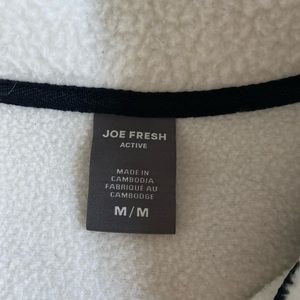 JOE FRESH
ACTIVE
MADE IN
CAMBODIA
FABRIQUE AU
CAMBODGE
M/M